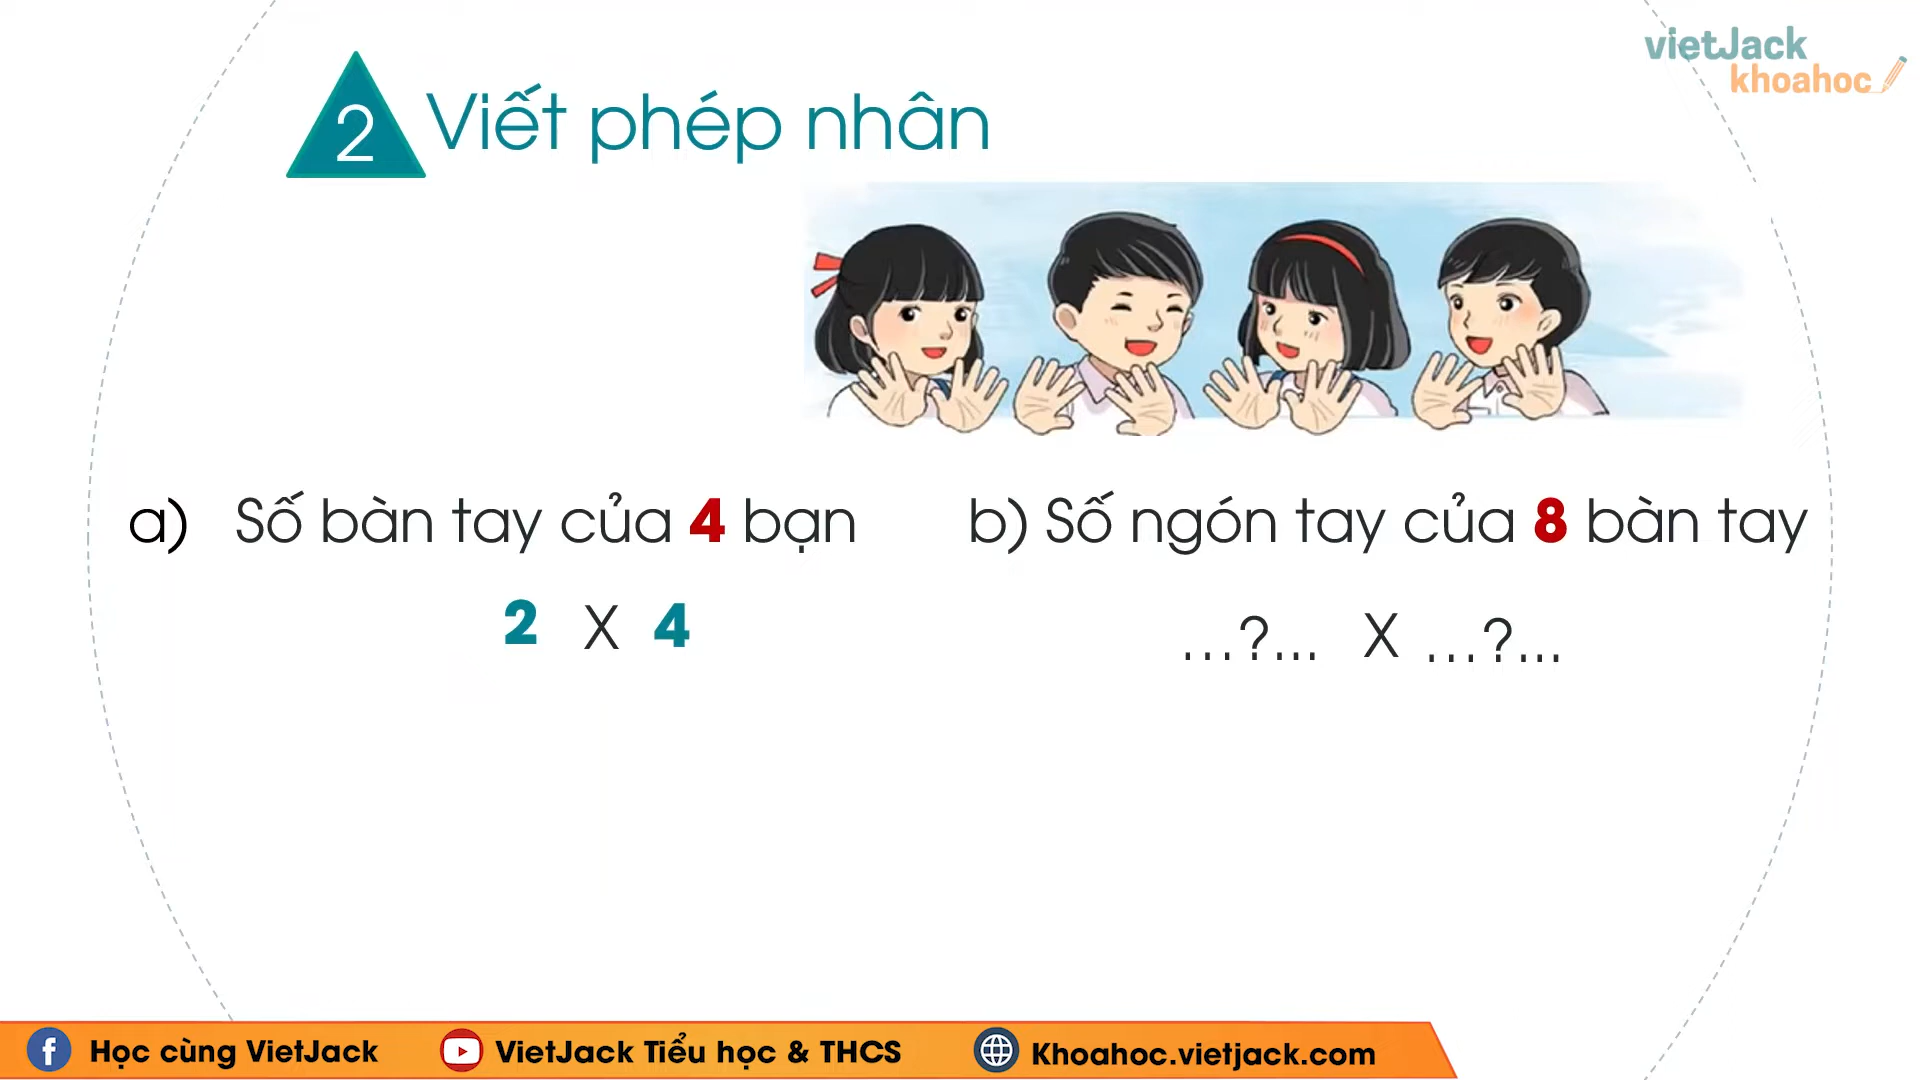 vietJack
khoahoc
2 Viết phép nhân
a) Số bàn tay của 4 bạn
2 X 4
b) Số ngón tay của 8 bàn tay
...?... X ...?...
Học cùng VietJack
VietJack Tiểu học & THCS
Khoahoc.vietjack.com